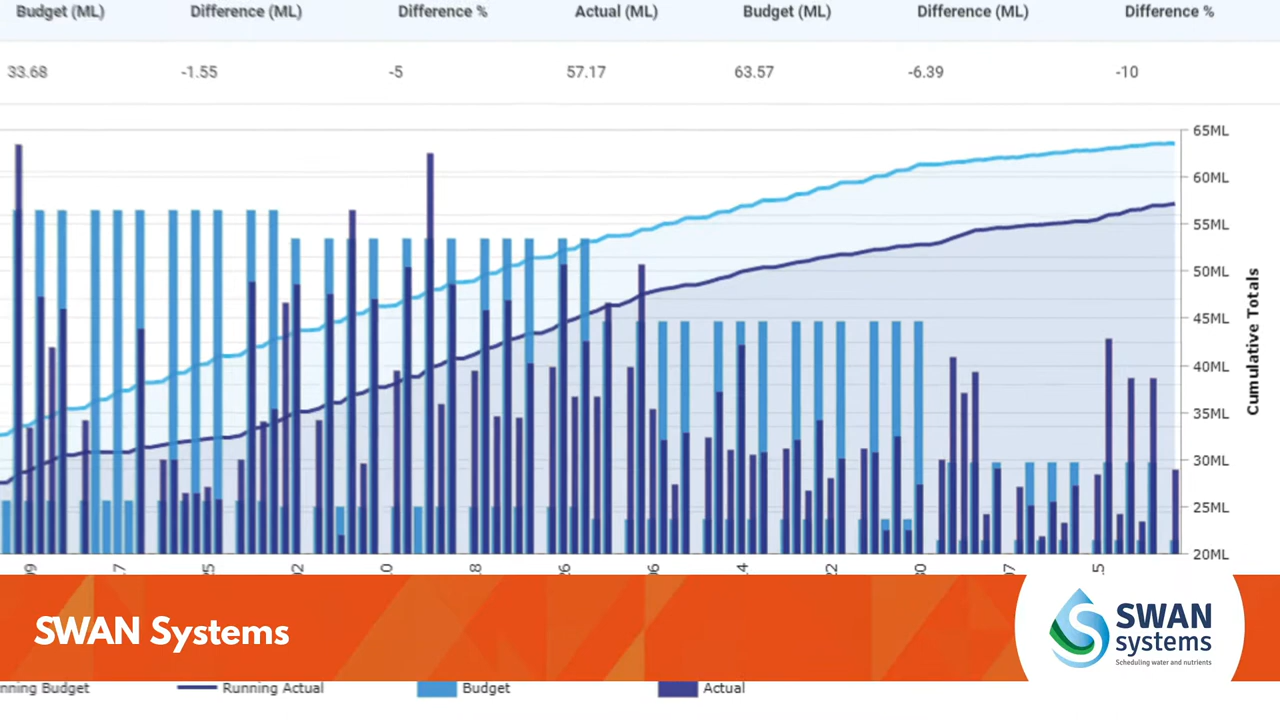 Budget (ML) Difference (ML) Difference % Actual (ML) Budget (ML) Difference (ML) Difference %
33.68 -1.55 -5 57.17 63.57 -6.39 -10
65ML
60ML
55ML
50ML
45ML
40ML
35ML
30ML
25ML
20ML
Cumulative Totals
SWAN Systems
SWAN
systems
Scheduling water and nutrients
Budget Running Actual Budget Actual